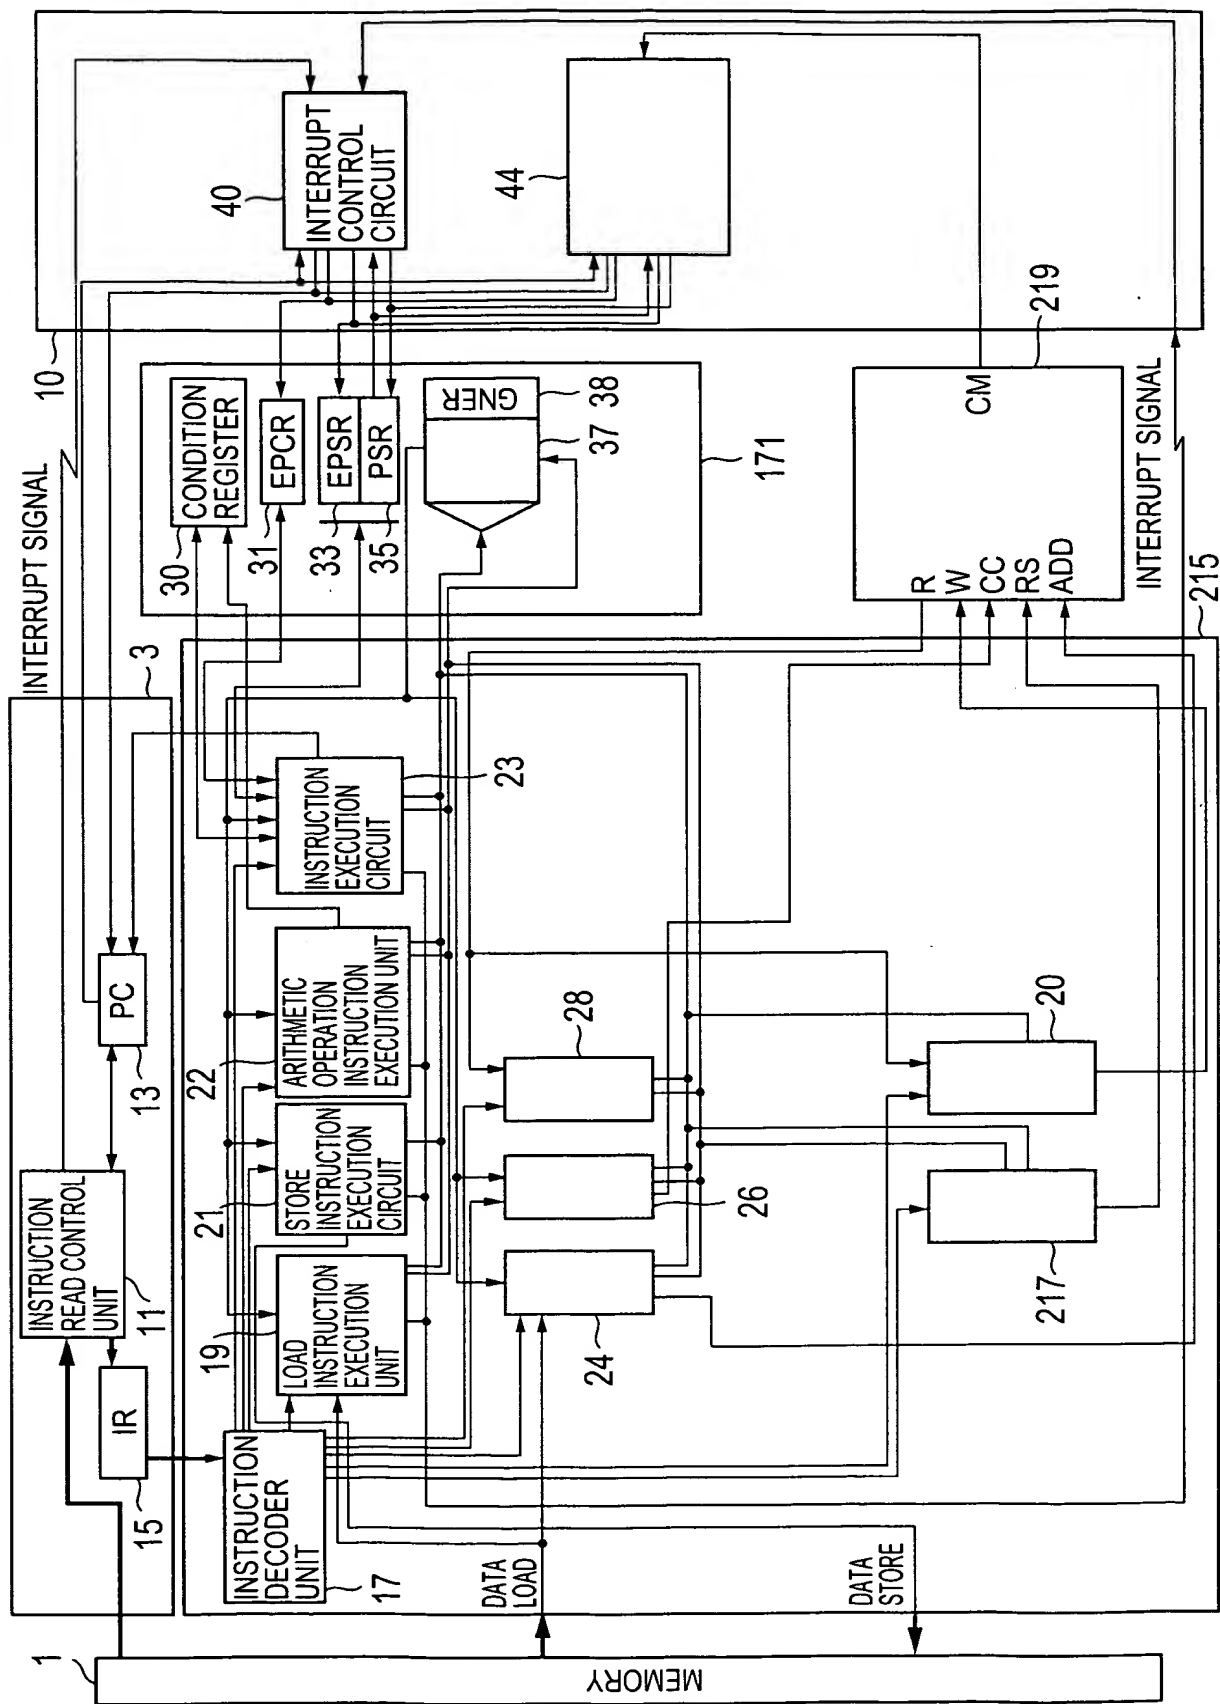 1
MEMORY
3
INSTRUCTION
READ CONTROL
UNIT
11
PC
13
IR
15
INTERRUPT SIGNAL
10
40
INTERRUPT
CONTROL
CIRCUIT
44
30
CONDITION
REGISTER
31
EPCR
33
EPSR
PSR
35
GNER
38
37
171
INSTRUCTION
DECODER
UNIT
17
19
LOAD
INSTRUCTION
EXECUTION
UNIT
21
STORE
INSTRUCTION
EXECUTION
CIRCUIT
22
ARITHMETIC
OPERATION
INSTRUCTION
EXECUTION UNIT
INSTRUCTION
EXECUTION
CIRCUIT
23
24
26
28
217
20
DATA
LOAD
DATA
STORE
R
W
CC
RS
ADD
CM
219
INTERRUPT SIGNAL
215